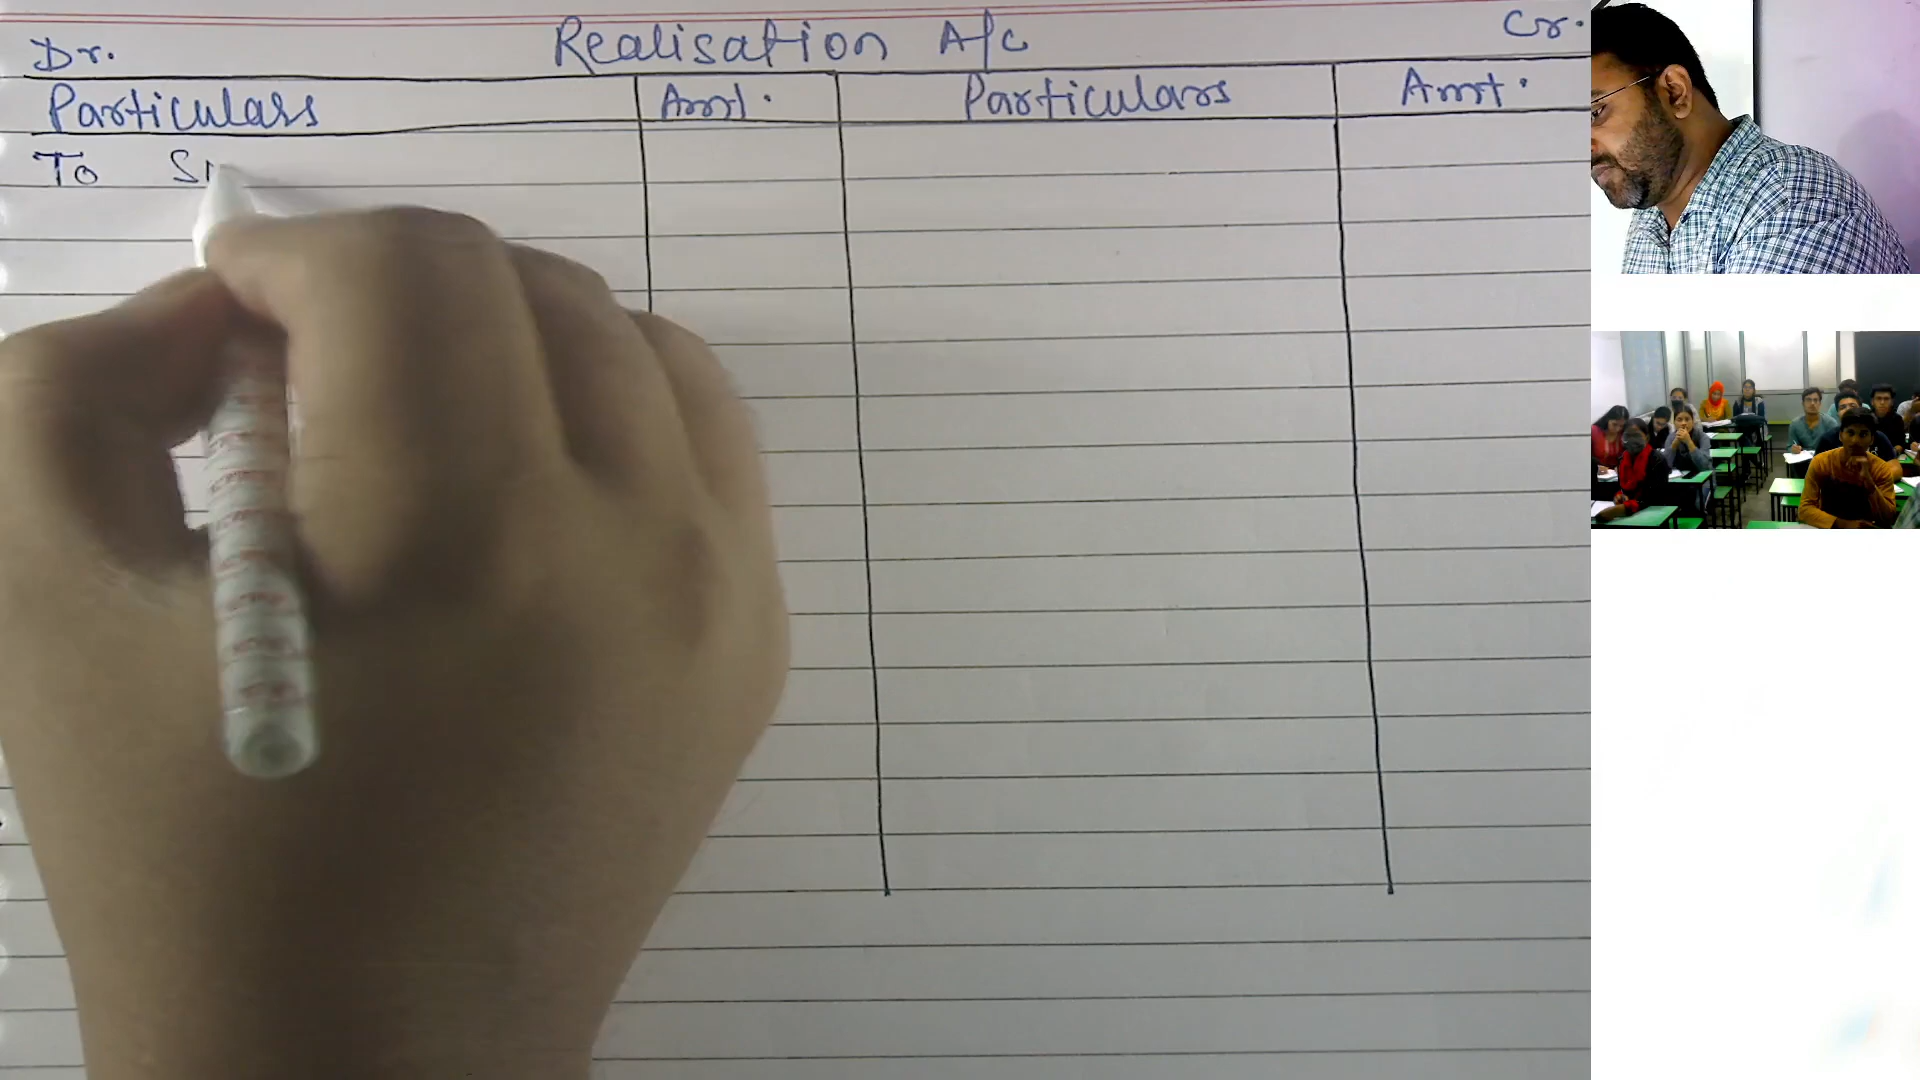 Dr. Realisation A/c Cr.
Particulars Amt. Particulars Amt.
To